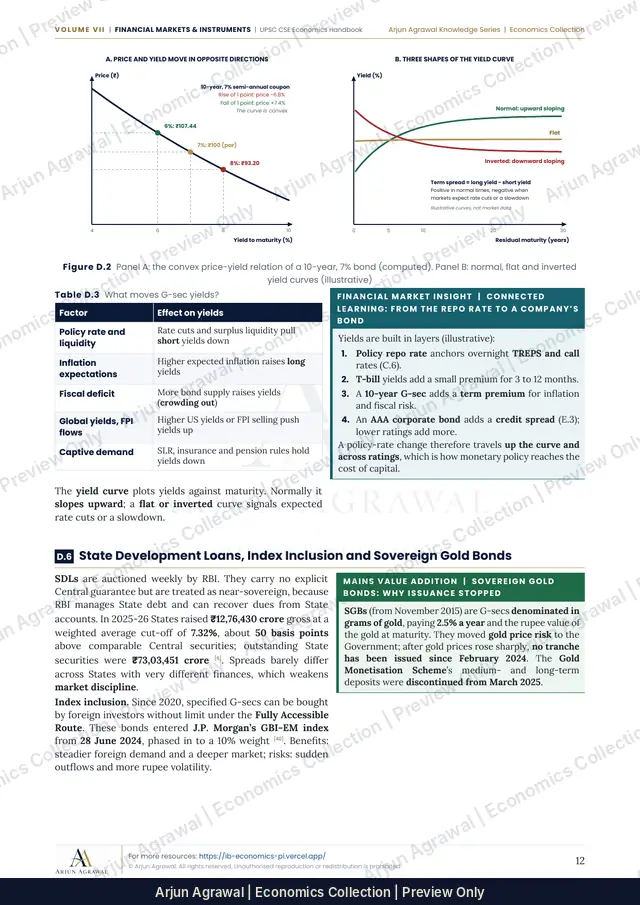 VOLUME VII | FINANCIAL MARKETS & INSTRUMENTS | UPSC CSE Economics Handbook
Arjun Agrawal Knowledge Series | Economics Collection
A. PRICE AND YIELD MOVE IN OPPOSITE DIRECTIONS
Price (₹)
10-year, 7% semi-annual coupon
Rise of 1 point: price −6.8%
Fall of 1 point: price +7.4%
The curve is convex
6%: ₹107.44
7%: ₹100 (par)
8%: ₹93.20
4 6 8 10
Yield to maturity (%)
B. THREE SHAPES OF THE YIELD CURVE
Yield (%)
Normal: upward sloping
Flat
Inverted: downward sloping
Term spread = long yield − short yield
Positive in normal times, negative when
markets expect rate cuts or a slowdown
Illustrative curves, not market data
0 5 10 20 30
Residual maturity (years)
Figure D.2 Panel A: the convex price-yield relation of a 10-year, 7% bond (computed). Panel B: normal, flat and inverted
yield curves (illustrative)
Table D.3 What moves G-sec yields?
Factor Effect on yields
Policy rate and
liquidity
Rate cuts and surplus liquidity pull
short yields down
Inflation
expectations
Higher expected inflation raises long
yields
Fiscal deficit
More bond supply raises yields
(crowding out)
Global yields, FPI
flows
Higher US yields or FPI selling push
yields up
Captive demand
SLR, insurance and pension rules hold
yields down
The yield curve plots yields against maturity. Normally it
slopes upward; a flat or inverted curve signals expected
rate cuts or a slowdown.
FINANCIAL MARKET INSIGHT | CONNECTED
LEARNING: FROM THE REPO RATE TO A COMPANY'S
BOND
Yields are built in layers (illustrative):
1. Policy repo rate anchors overnight TREPS and call
rates (C.6).
2. T-bill yields add a small premium for 3 to 12 months.
3. A 10-year G-sec adds a term premium for inflation
and fiscal risk.
4. An AAA corporate bond adds a credit spread (E.3);
lower ratings add more.
A policy-rate change therefore travels up the curve and
across ratings, which is how monetary policy reaches the
cost of capital.
D.6 State Development Loans, Index Inclusion and Sovereign Gold Bonds
SDLs are auctioned weekly by RBI. They carry no explicit
Central guarantee but are treated as near-sovereign, because
RBI manages State debt and can recover dues from State
accounts. In 2025-26 States raised ₹12,76,430 crore gross at a
weighted average cut-off of 7.32%, about 50 basis points
above comparable Central securities; outstanding State
securities were ₹73,03,451 crore. Spreads barely differ
across States with very different finances, which weakens
market discipline.
Index inclusion. Since 2020, specified G-secs can be bought
by foreign investors without limit under the Fully Accessible
Route. These bonds entered J.P. Morgan's GBI-EM index
from 28 June 2024, phased in to a 10% weight [40]. Benefits:
steadier foreign demand and a deeper market; risks: sudden
outflows and more rupee volatility.
MAINS VALUE ADDITION | SOVEREIGN GOLD
BONDS: WHY ISSUANCE STOPPED
SGBs (from November 2015) are G-secs denominated in
grams of gold, paying 2.5% a year and the rupee value of
the gold at maturity. They moved gold price risk to the
Government; after gold prices rose sharply, no tranche
has been issued since February 2024. The Gold
Monetisation Scheme's medium- and long-term
deposits were discontinued from March 2025.
ARJUN AGRAWAL
For more resources: https://ib-economics-pi.vercel.app/
© Arjun Agrawal. All rights reserved, Unauthorised reproduction or redistribution is prohibited
12
Arjun Agrawal | Economics Collection | Preview Only